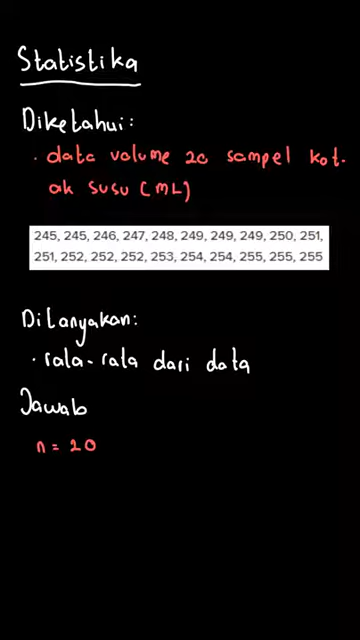 Statistika
Diketahui:
· data volume 20 sampel kot-
ak susu (ML)
245, 245, 246, 247, 248, 249, 249, 249, 250, 251,
251, 252, 252, 252, 253, 254, 254, 255, 255, 255
Ditanyakan:
· rata-rata dari data
Jawab
n = 20